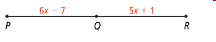 6x − 7 5x + 1
P Q R